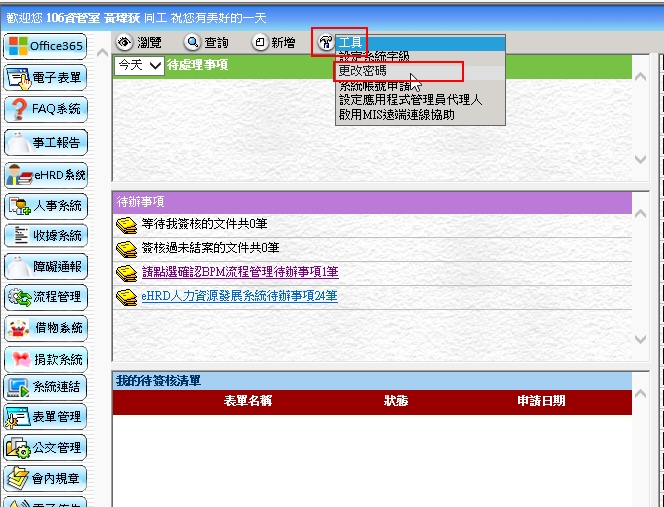 歡迎您 106資管室 黃瑋荻 同工 祝您有美好的一天
Office365
電子表單
FAQ系統
事工報告
eHRD系統
人事系統
收據系統
障礙通報
流程管理
借物系統
捐款系統
系統連結
表單管理
公文管理
會內規章
瀏覽 查詢 新增 工具
設定系統字級
更改密碼
系統帳號申請
設定應用程式管理員代理人
啟用MIS遠端連線協助
今天 待處理事項
待辦事項
等待我簽核的文件共0筆
簽核過未結案的文件共0筆
請點選確認BPM流程管理待辦事項1筆
eHRD人力資源發展系統待辦事項24筆
我的待簽核清單
表單名稱 狀態 申請日期